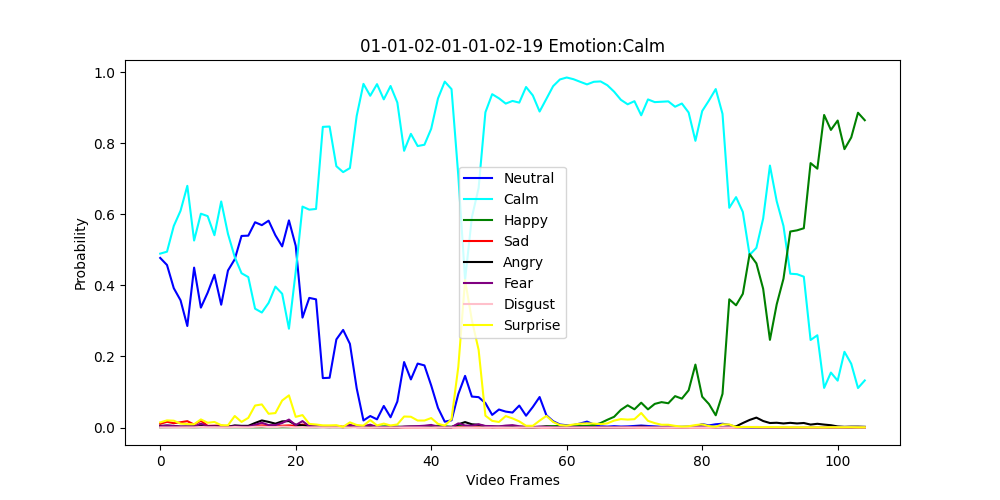 01-01-02-01-01-02-19 Emotion:Calm
1.0
0.8
0.6
0.4
0.2
0.0
Probability
Neutral
Calm
Happy
Sad
Angry
Fear
Disgust
Surprise
0 20 40 60 80 100
Video Frames